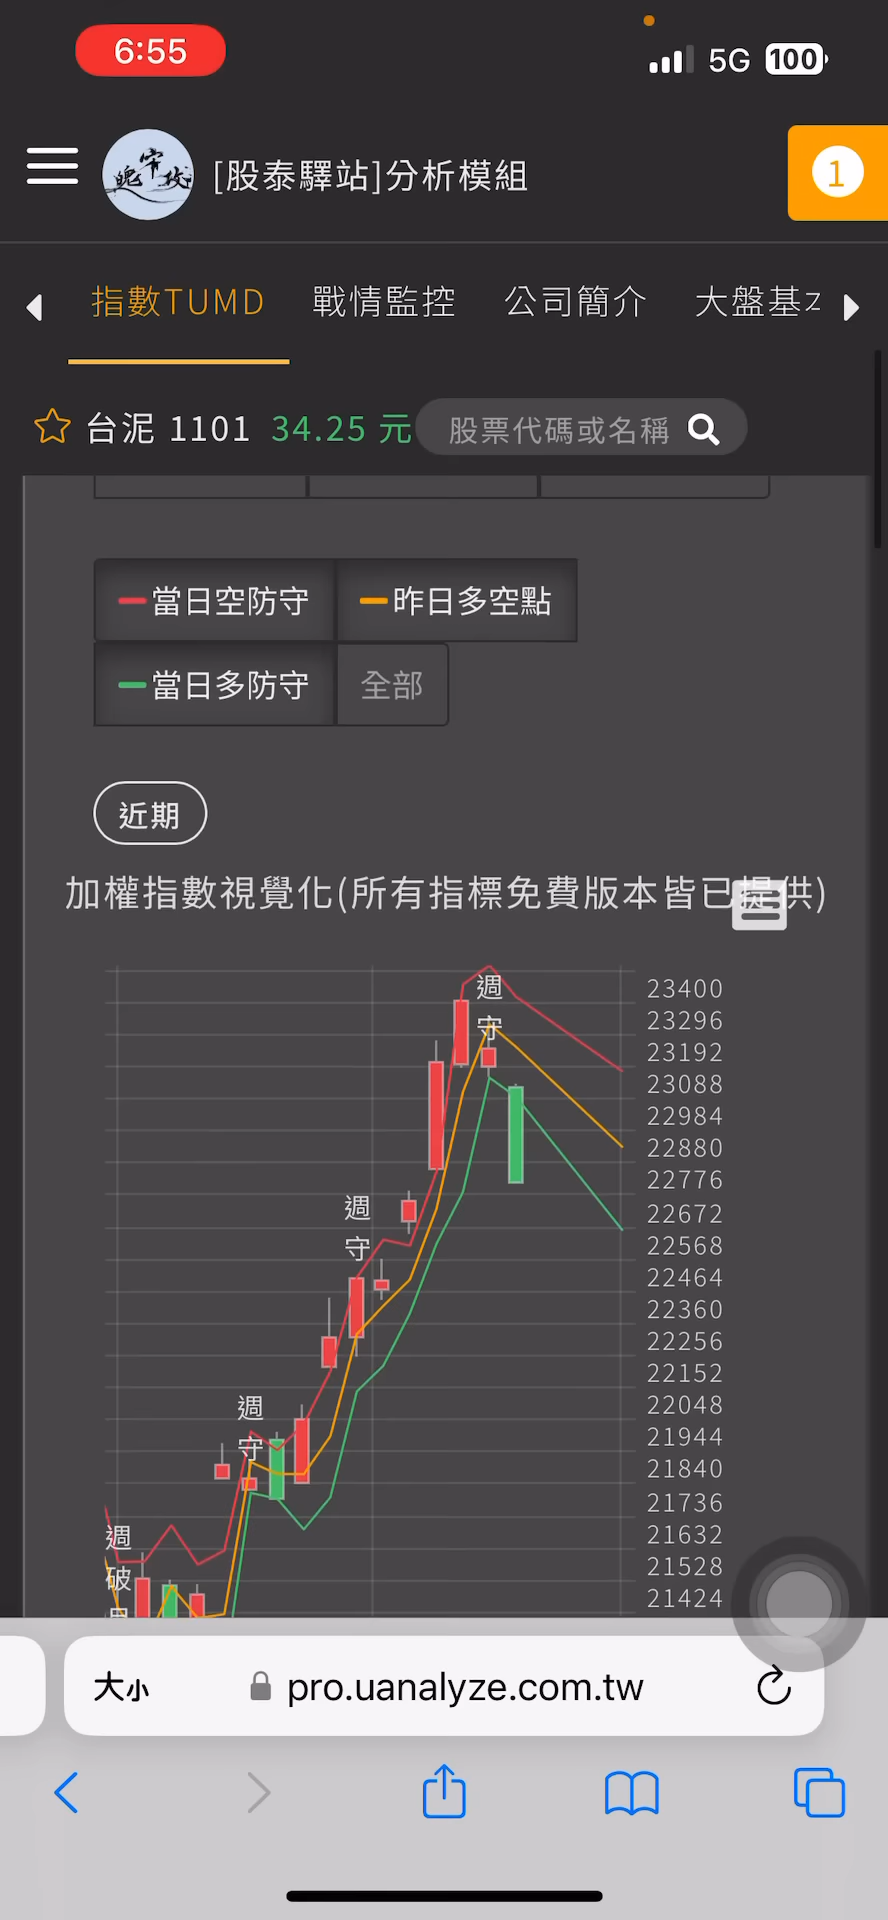 6:55
5G 100
晚守攻
[股泰驛站]分析模組
1
指數TUMD 戰情監控 公司簡介 大盤基
台泥 1101 34.25 元 股票代碼或名稱
當日空防守 昨日多空點
當日多防守 全部
近期
加權指數視覺化(所有指標免費版本皆已提供)
週守
週守
週守
週破
23400
23296
23192
23088
22984
22880
22776
22672
22568
22464
22360
22256
22152
22048
21944
21840
21736
21632
21528
21424
大小 pro.uanalyze.com.tw